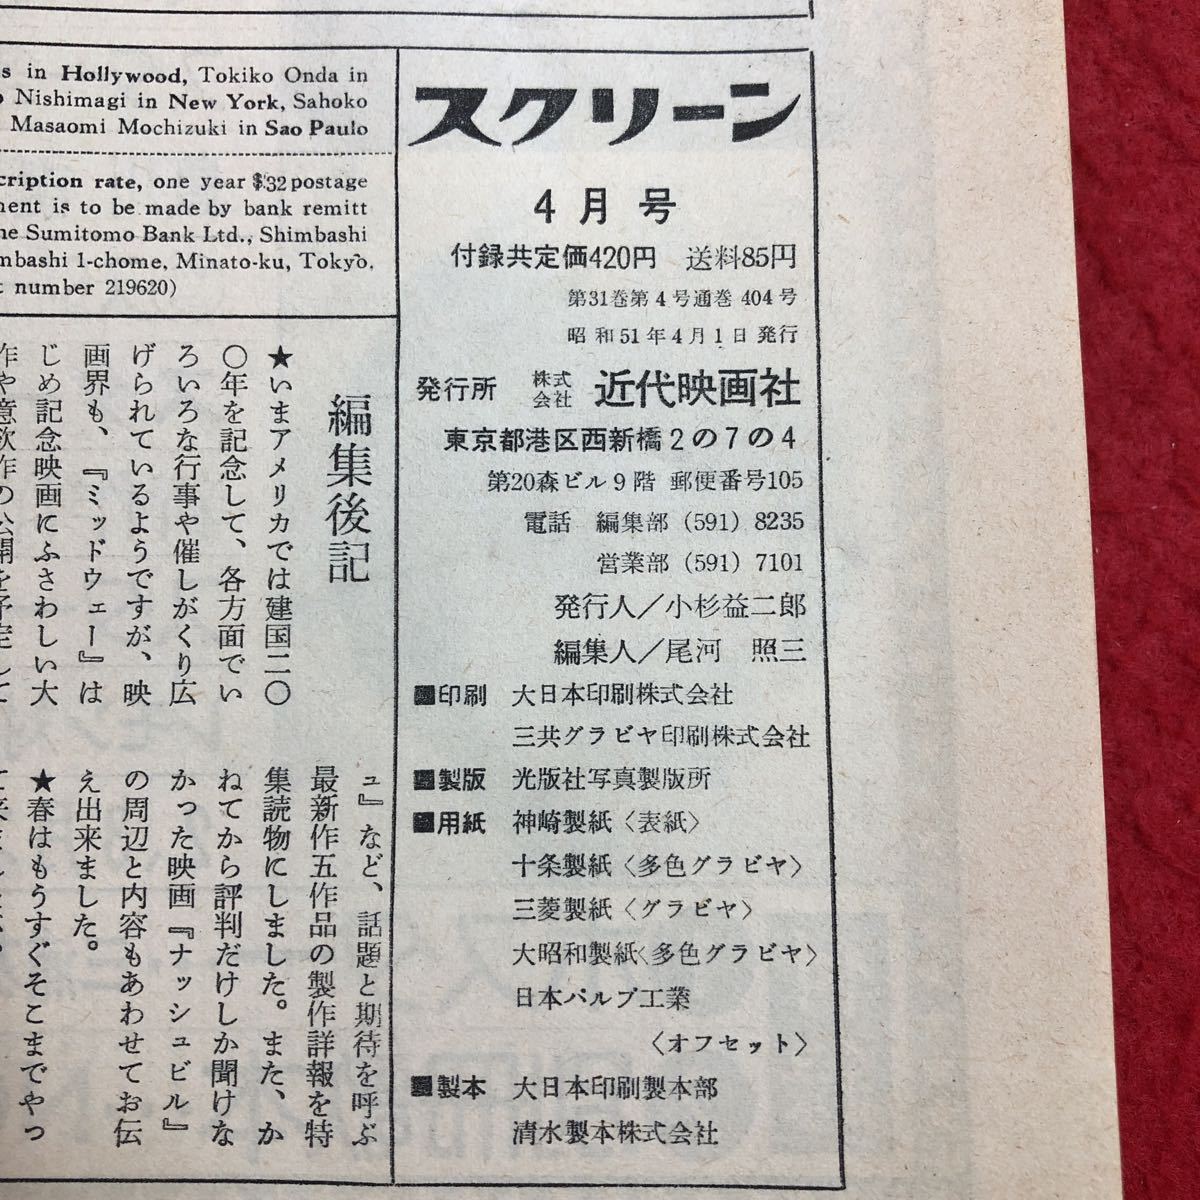 s in Hollywood, Tokiko Onda in
Nishimagi in New York, Sahoko
Masaomi Mochizuki in Sao Paulo
cription rate, one year $32 postage
ment is to be made by bank remitt
he Sumitomo Bank Ltd., Shimbashi
mbashi 1-chome, Minato-ku, Tokyo.
t number 219620)
スクリーン
4月号
付録共定価420円 送料85円
第31巻第4号通巻404号
昭和51年4月1日発行
発行所 株式会社 近代映画社
東京都港区西新橋2の7の4
第20森ビル9階 郵便番号105
電話 編集部 (591) 8235
営業部 (591) 7101
発行人/小杉益二郎
編集人/尾河 照三
印刷 大日本印刷株式会社
三共グラビヤ印刷株式会社
製版 光版社写真製版所
用紙 神崎製紙〈表紙〉
十条製紙〈多色グラビヤ〉
三菱製紙〈グラビヤ〉
大昭和製紙〈多色グラビヤ〉
日本パルプ工業
〈オフセット〉
製本 大日本印刷製本部
清水製本株式会社
編集後記
★いまアメリカでは建国二〇
〇年を記念して、各方面でい
ろいろな行事や催しがくり広
げられているようですが、映
画界も、『ミッドウェー』は
じめ記念映画にふさわしい大
作や意欲作の公開を予定して
ュ』など、話題と期待を呼ぶ
最新作五作品の製作詳報を特
集読物にしました。また、か
ねてから評判だけしか聞けな
かった映画『ナッシュビル』
の周辺と内容もあわせてお伝
え出来ました。
★春はもうすぐそこまでやっ